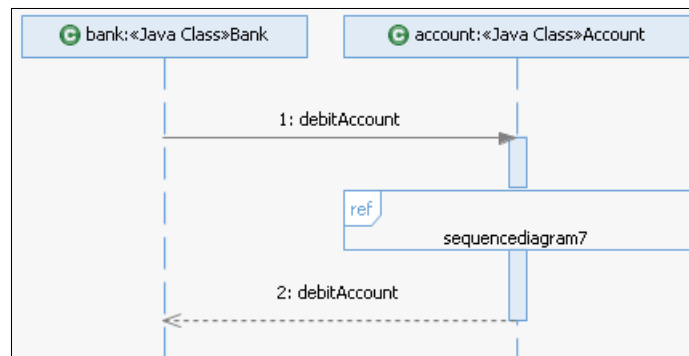 C bank:«Java Class»Bank
C account:«Java Class»Account
1: debitAccount
ref
sequencediagram7
2: debitAccount